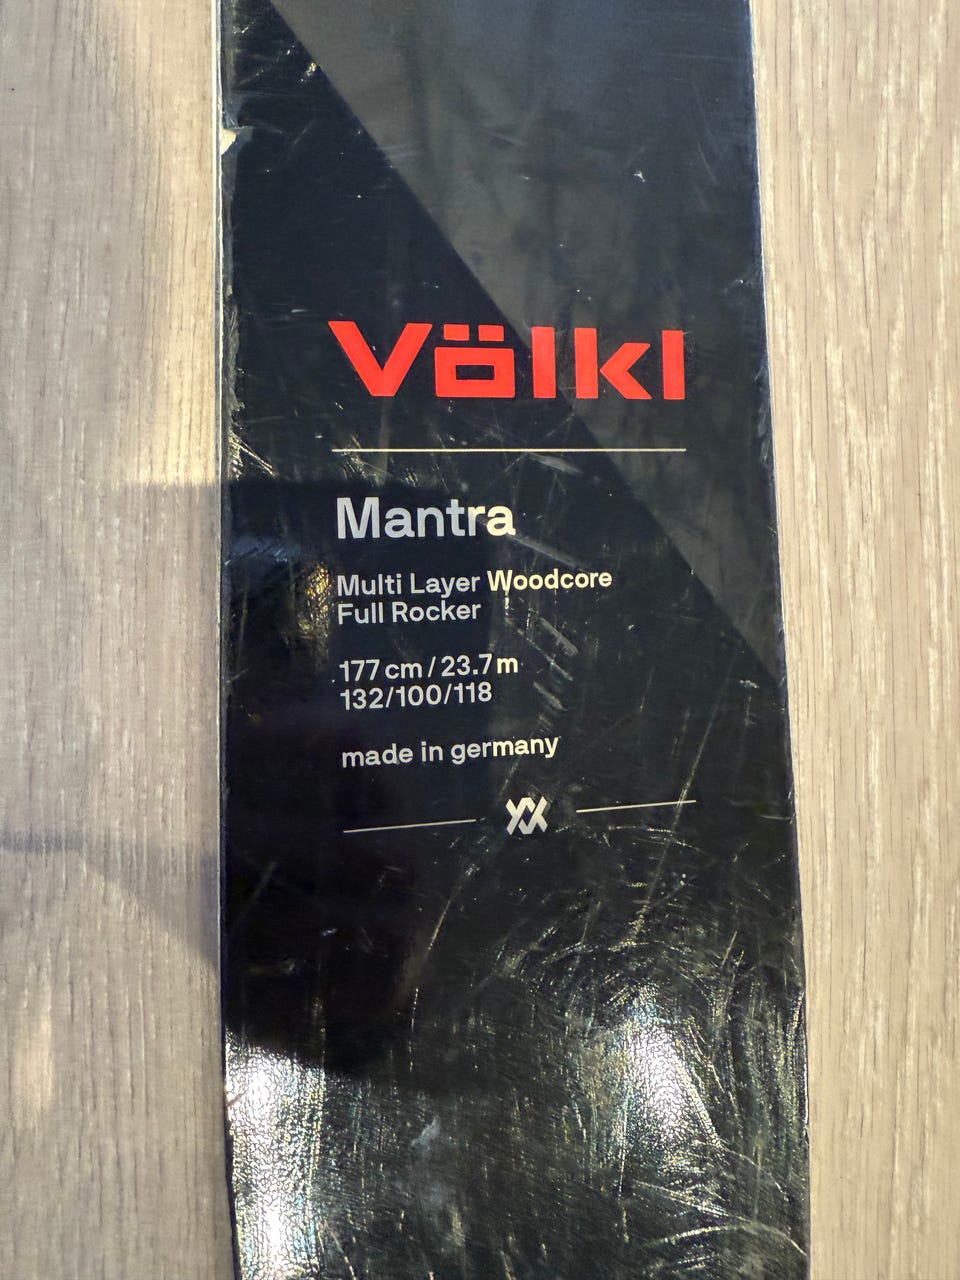 Völkl
Mantra
Multi Layer Woodcore
Full Rocker
177 cm / 23.7 m
132/100/118
made in germany